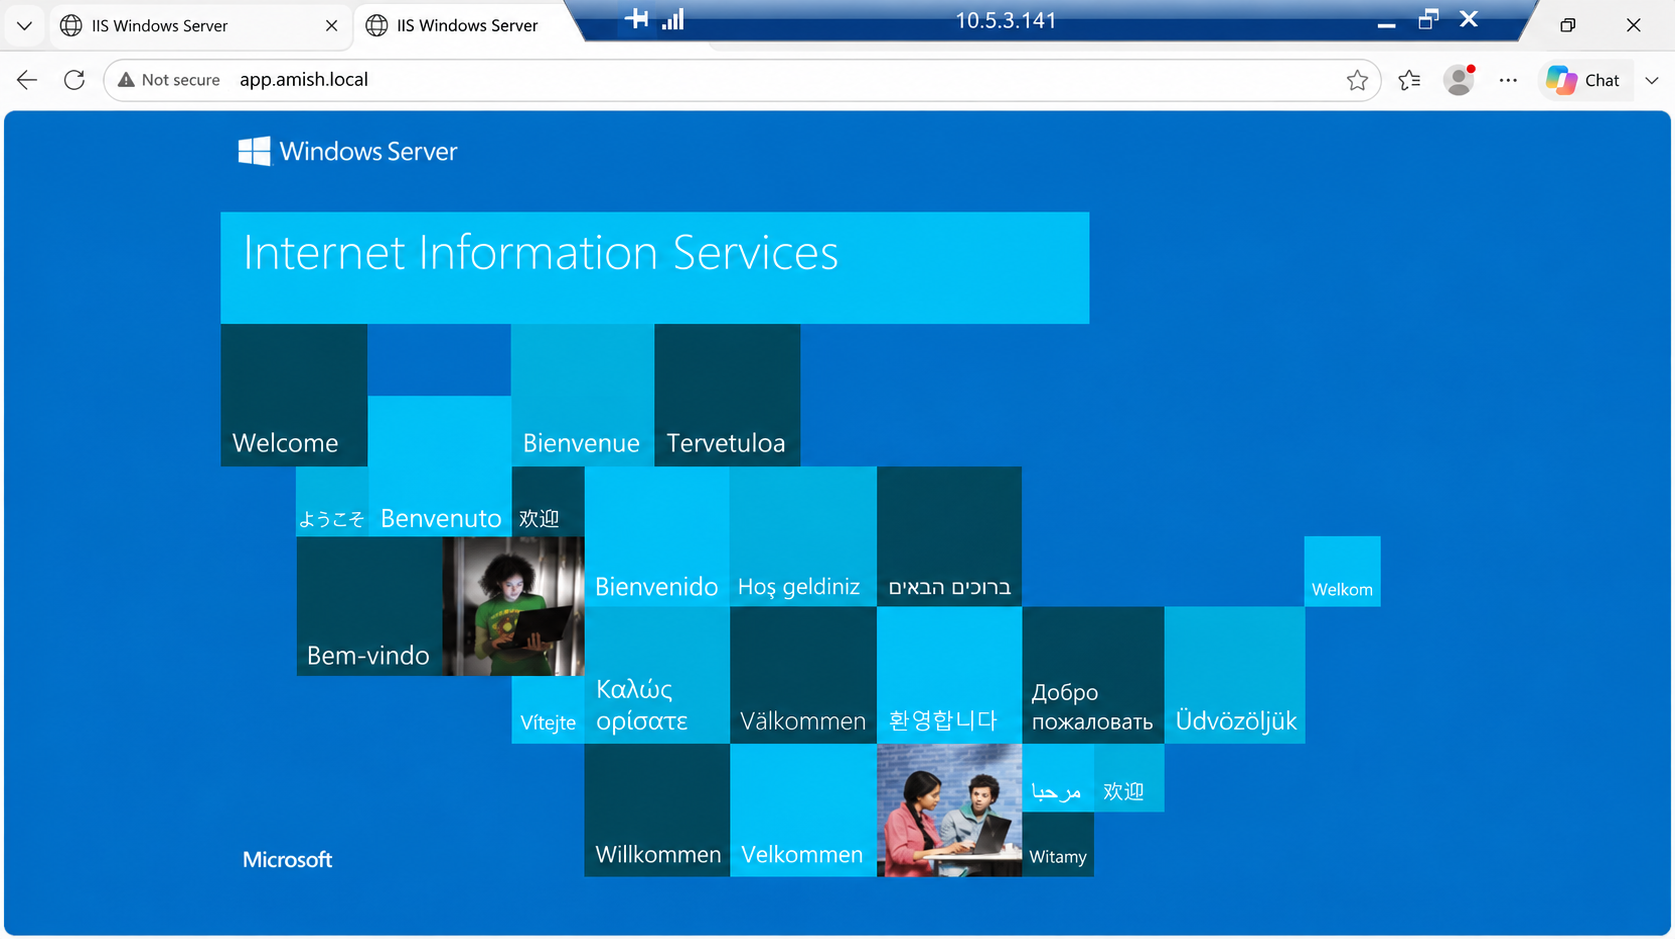 IIS Windows Server
IIS Windows Server
10.5.3.141
Not secure
app.amish.local
Chat
Windows Server
Internet Information Services
Welcome
Bienvenue
Tervetuloa
ようこそ
Benvenuto
欢迎
Bienvenido
Hoş geldiniz
ברוכים הבאים
Welkom
Bem-vindo
Vítejte
Καλώς
ορίσατε
Välkommen
환영합니다
Добро
пожаловать
Üdvözöljük
مرحبا
欢迎
Willkommen
Velkommen
Witamy
Microsoft